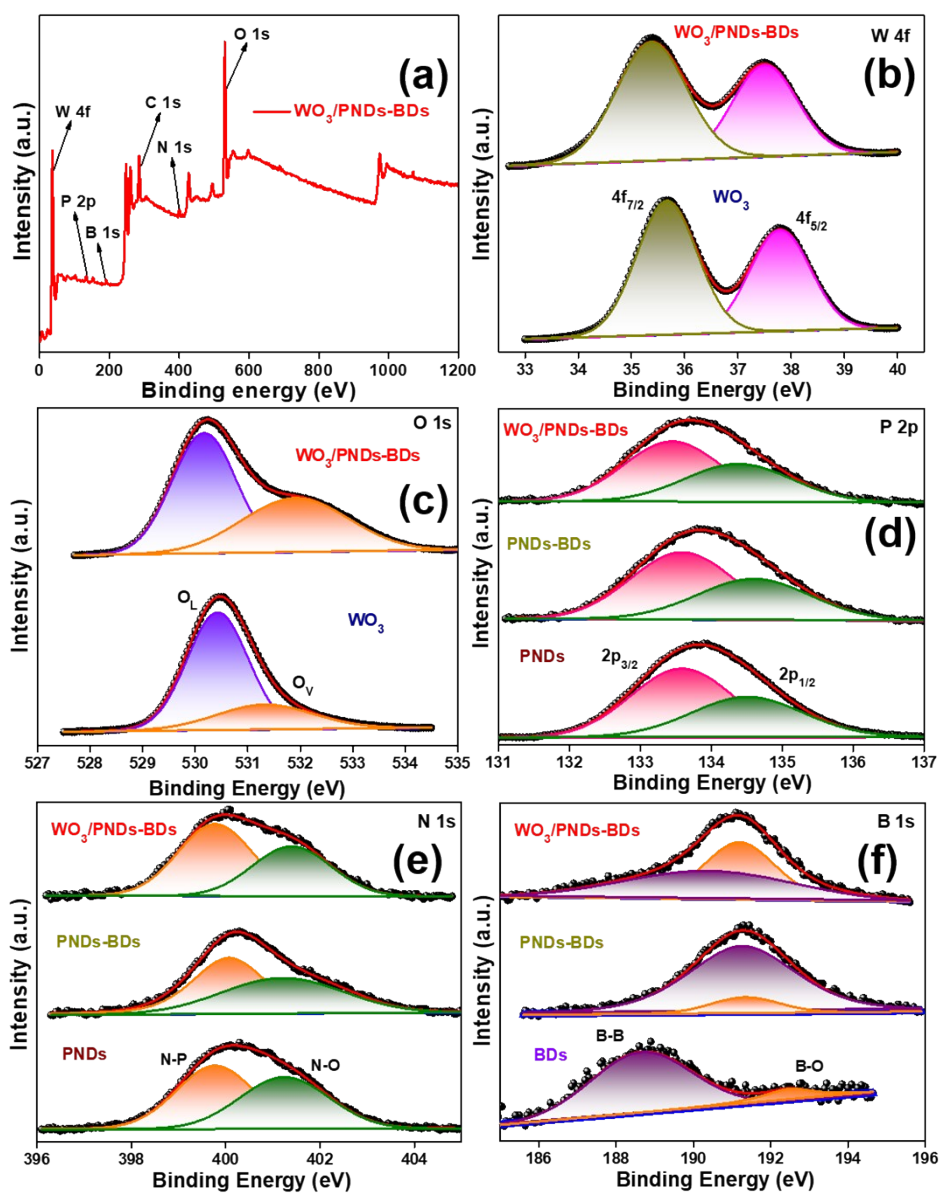 (a)
O 1s
W 4f
C 1s
N 1s
P 2p
B 1s
WO3/PNDs-BDs
Intensity (a.u.)
0 200 400 600 800 1000 1200
Binding energy (eV)
(b)
WO3/PNDs-BDs
W 4f
4f7/2
WO3
4f5/2
Intensity (a.u.)
33 34 35 36 37 38 39 40
Binding energy (eV)
(c)
O 1s
WO3/PNDs-BDs
OL
WO3
OV
Intensity (a.u.)
527 528 529 530 531 532 533 534 535
Binding Energy (eV)
(d)
WO3/PNDs-BDs
P 2p
PNDs-BDs
PNDs
2p3/2
2p1/2
Intensity (a.u.)
131 132 133 134 135 136 137
Binding Energy (eV)
(e)
WO3/PNDs-BDs
N 1s
PNDs-BDs
PNDs
N-P
N-O
Intensity (a.u.)
396 398 400 402 404
Binding Energy (eV)
(f)
WO3/PNDs-BDs
B 1s
PNDs-BDs
B-B
BDs
B-O
Intensity (a.u.)
186 188 190 192 194 196
Binding Energy (eV)